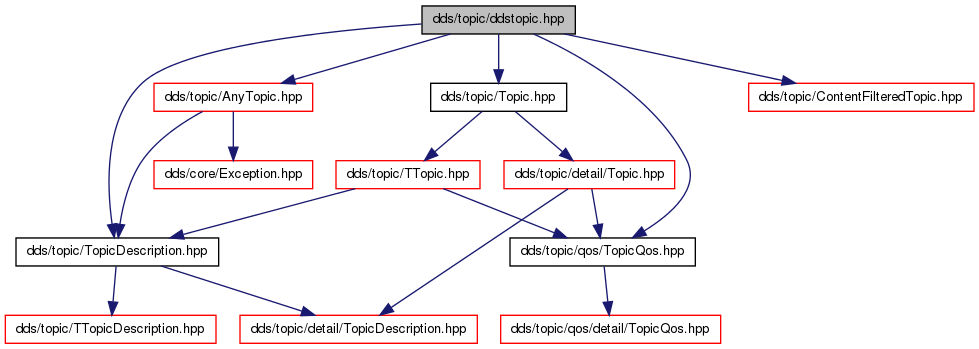 dds/topic/ddstopic.hpp
dds/topic/AnyTopic.hpp
dds/topic/Topic.hpp
dds/topic/ContentFilteredTopic.hpp
dds/core/Exception.hpp
dds/topic/TTopic.hpp
dds/topic/detail/Topic.hpp
dds/topic/TopicDescription.hpp
dds/topic/qos/TopicQos.hpp
dds/topic/TTopicDescription.hpp
dds/topic/detail/TopicDescription.hpp
dds/topic/qos/detail/TopicQos.hpp